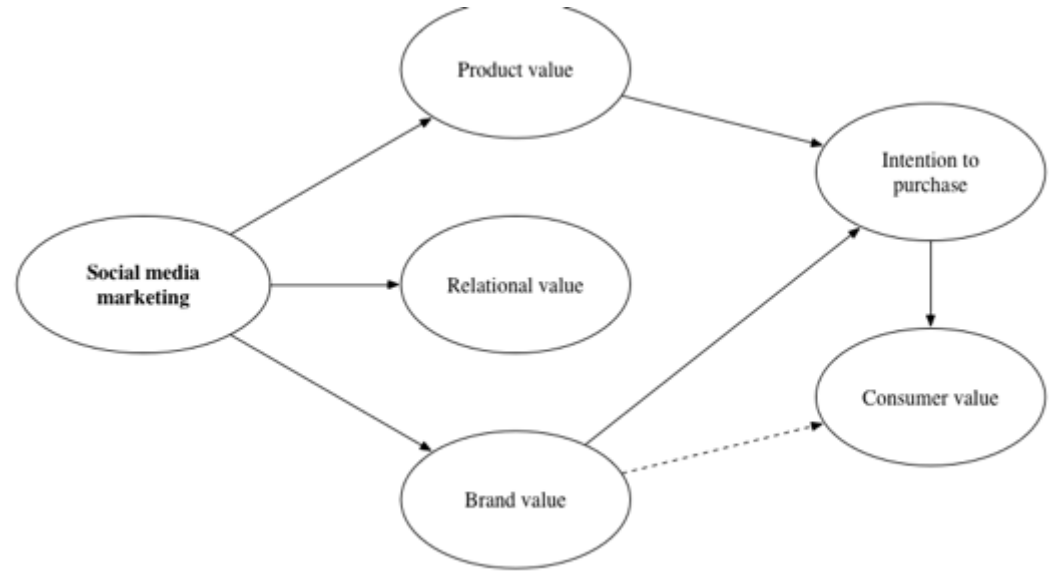 Product value
Intention to
purchase
Social media
marketing
Relational value
Consumer value
Brand value